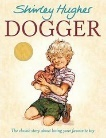 Shirley Hughes
DOGGER
The classic story about losing your favourite toy